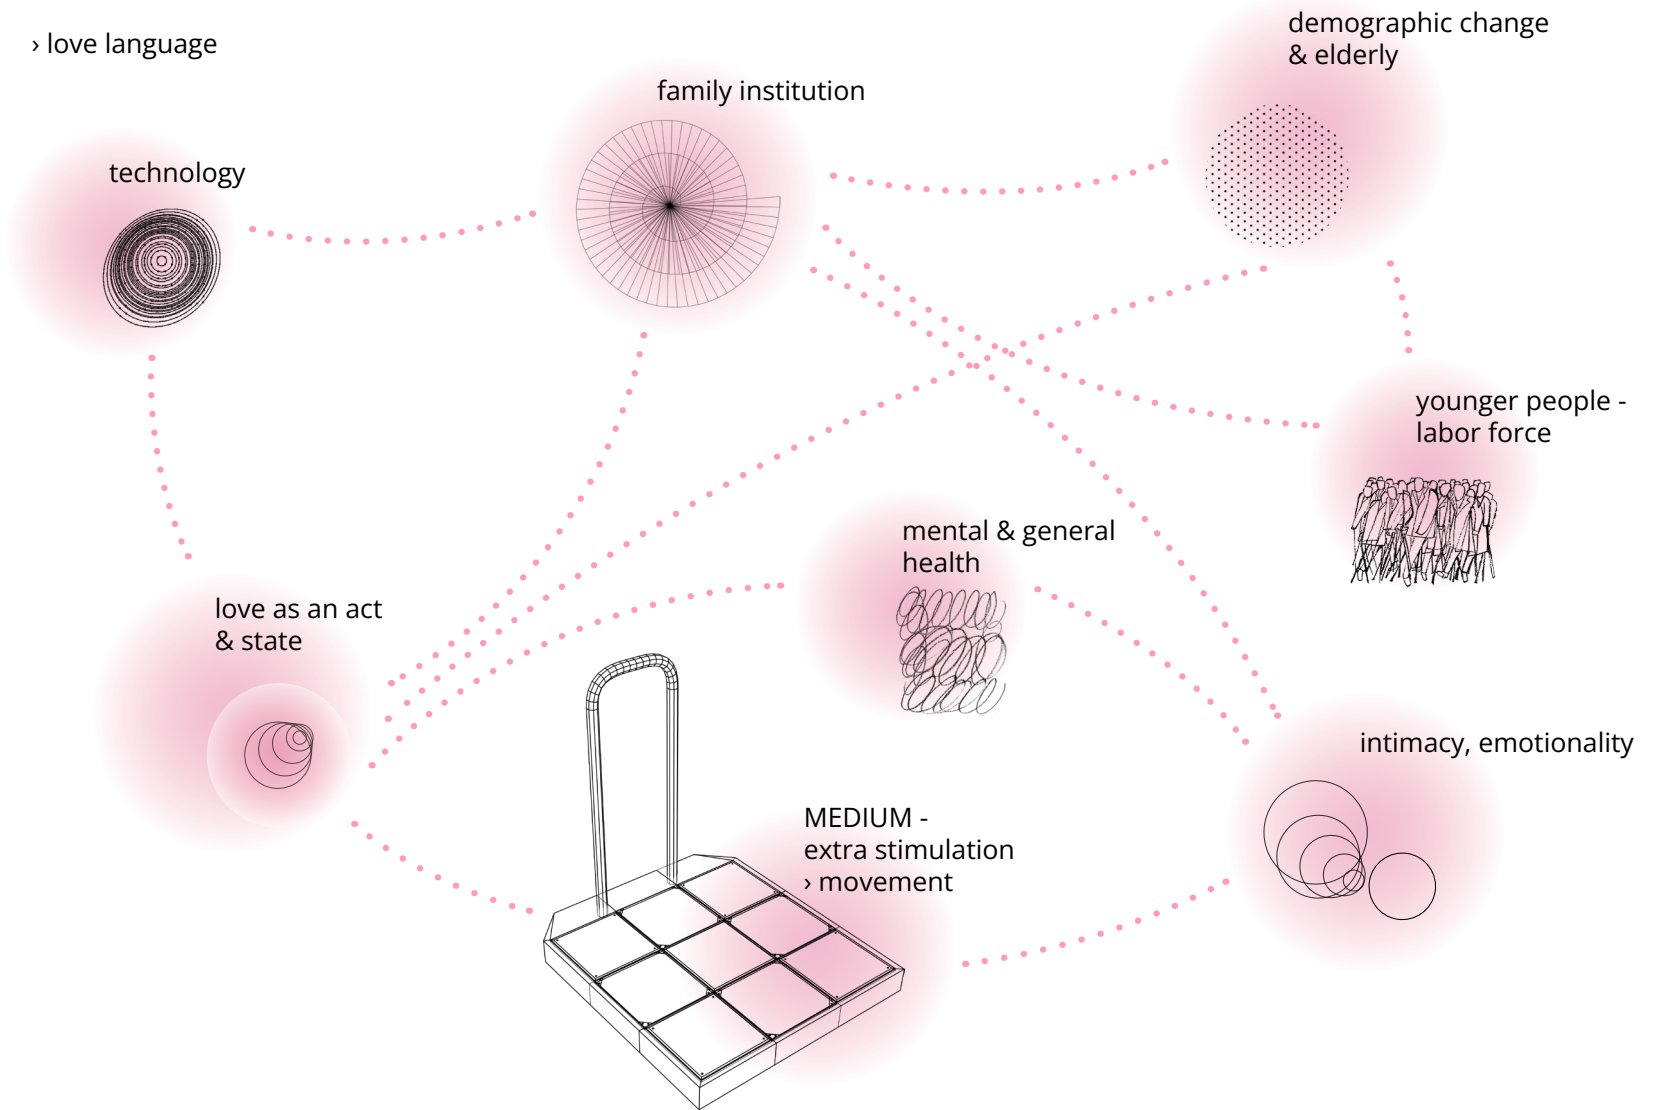 › love language
demographic change
& elderly
family institution
technology
younger people -
labor force
mental & general
health
love as an act
& state
intimacy, emotionality
MEDIUM -
extra stimulation
› movement